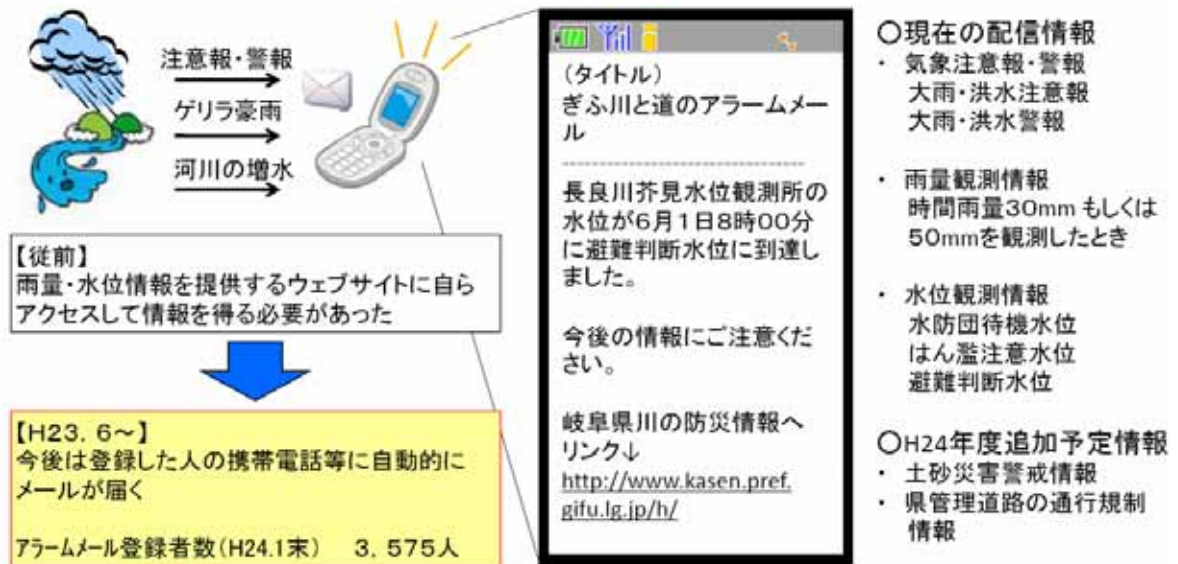 注意報・警報
ゲリラ豪雨
河川の増水
【従前】
雨量・水位情報を提供するウェブサイトに自ら
アクセスして情報を得る必要があった
【H23．6～】
今後は登録した人の携帯電話等に自動的に
メールが届く
アラームメール登録者数(H24.1末)　3，575人
（タイトル）
ぎふ川と道のアラームメー
ル
--------------------------------
長良川芥見水位観測所の
水位が6月1日8時00分
に避難判断水位に到達し
ました。
今後の情報にご注意くだ
さい。
岐阜県川の防災情報へ
リンク↓
http://www.kasen.pref.
gifu.lg.jp/h/
〇現在の配信情報
・ 気象注意報・警報
大雨・洪水注意報
大雨・洪水警報
・ 雨量観測情報
時間雨量30mm もしくは
50mmを観測したとき
・ 水位観測情報
水防団待機水位
はん濫注意水位
避難判断水位
〇H24年度追加予定情報
・ 土砂災害警戒情報
・ 県管理道路の通行規制
情報